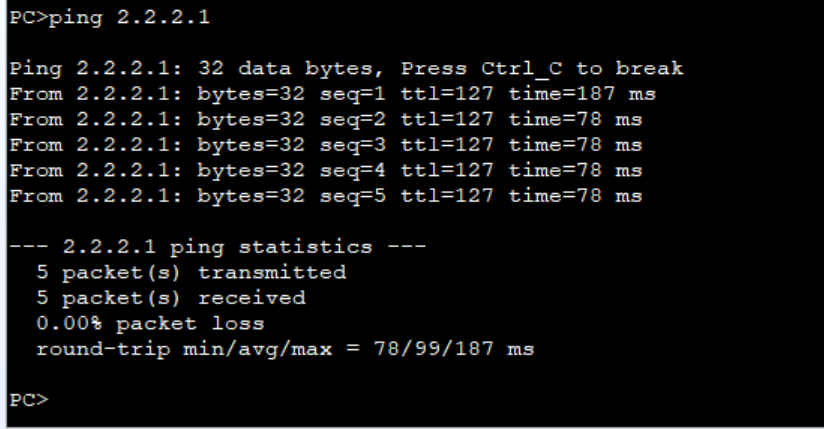 PC>ping 2.2.2.1
Ping 2.2.2.1: 32 data bytes, Press Ctrl_C to break
From 2.2.2.1: bytes=32 seq=1 ttl=127 time=187 ms
From 2.2.2.1: bytes=32 seq=2 ttl=127 time=78 ms
From 2.2.2.1: bytes=32 seq=3 ttl=127 time=78 ms
From 2.2.2.1: bytes=32 seq=4 ttl=127 time=78 ms
From 2.2.2.1: bytes=32 seq=5 ttl=127 time=78 ms
--- 2.2.2.1 ping statistics ---
5 packet(s) transmitted
5 packet(s) received
0.00% packet loss
round-trip min/avg/max = 78/99/187 ms
PC>